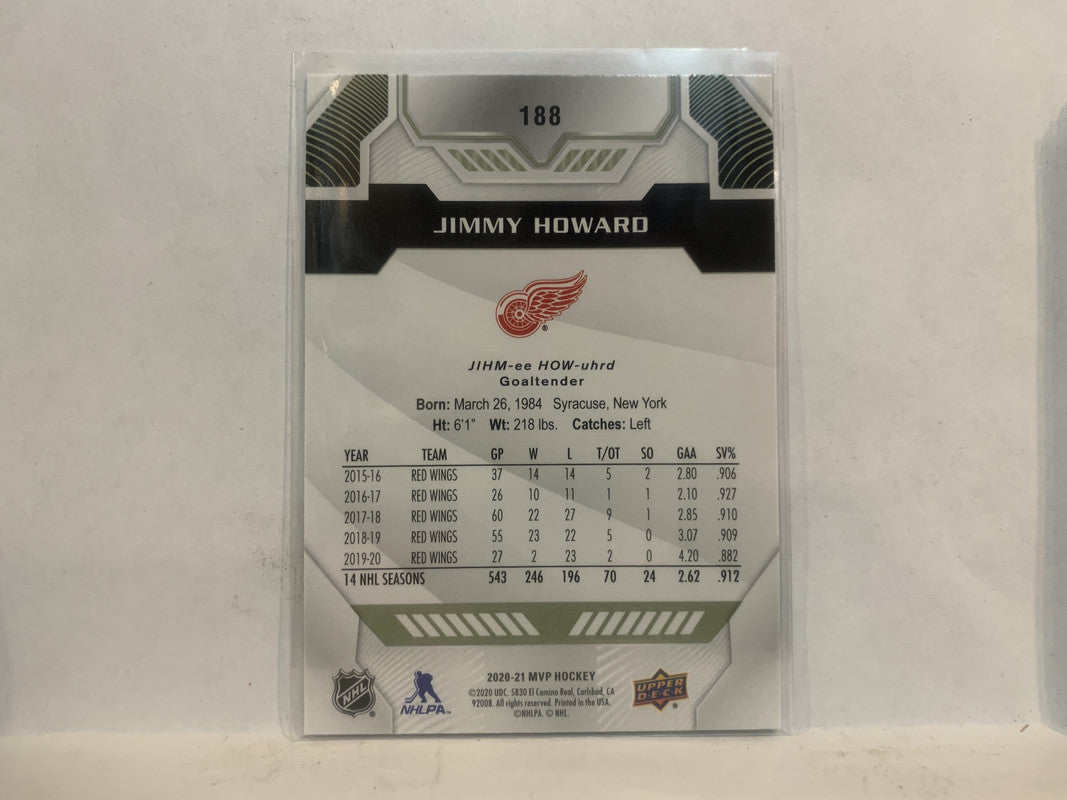 188
JIMMY HOWARD
®
JIHM-ee HOW-uhrd
Goaltender
Born: March 26, 1984 Syracuse, New York
Ht: 6'1" Wt: 218 lbs. Catches: Left
YEAR TEAM GP W L T/OT SO GAA SV%
2015-16 RED WINGS 37 14 14 5 2 2.80 .906
2016-17 RED WINGS 26 10 11 1 1 2.10 .927
2017-18 RED WINGS 60 22 27 9 1 2.85 .910
2018-19 RED WINGS 55 23 22 5 0 3.07 .909
2019-20 RED WINGS 27 2 23 2 0 4.20 .882
14 NHL SEASONS 543 246 196 70 24 2.62 .912
2020-21 MVP HOCKEY
©2020 UDC. 5830 El Camino Real, Carlsbad, CA
92008. All rights reserved. Printed in the USA.
©NHLPA. © NHL.
NHL®
NHLPA™
UPPER DECK®